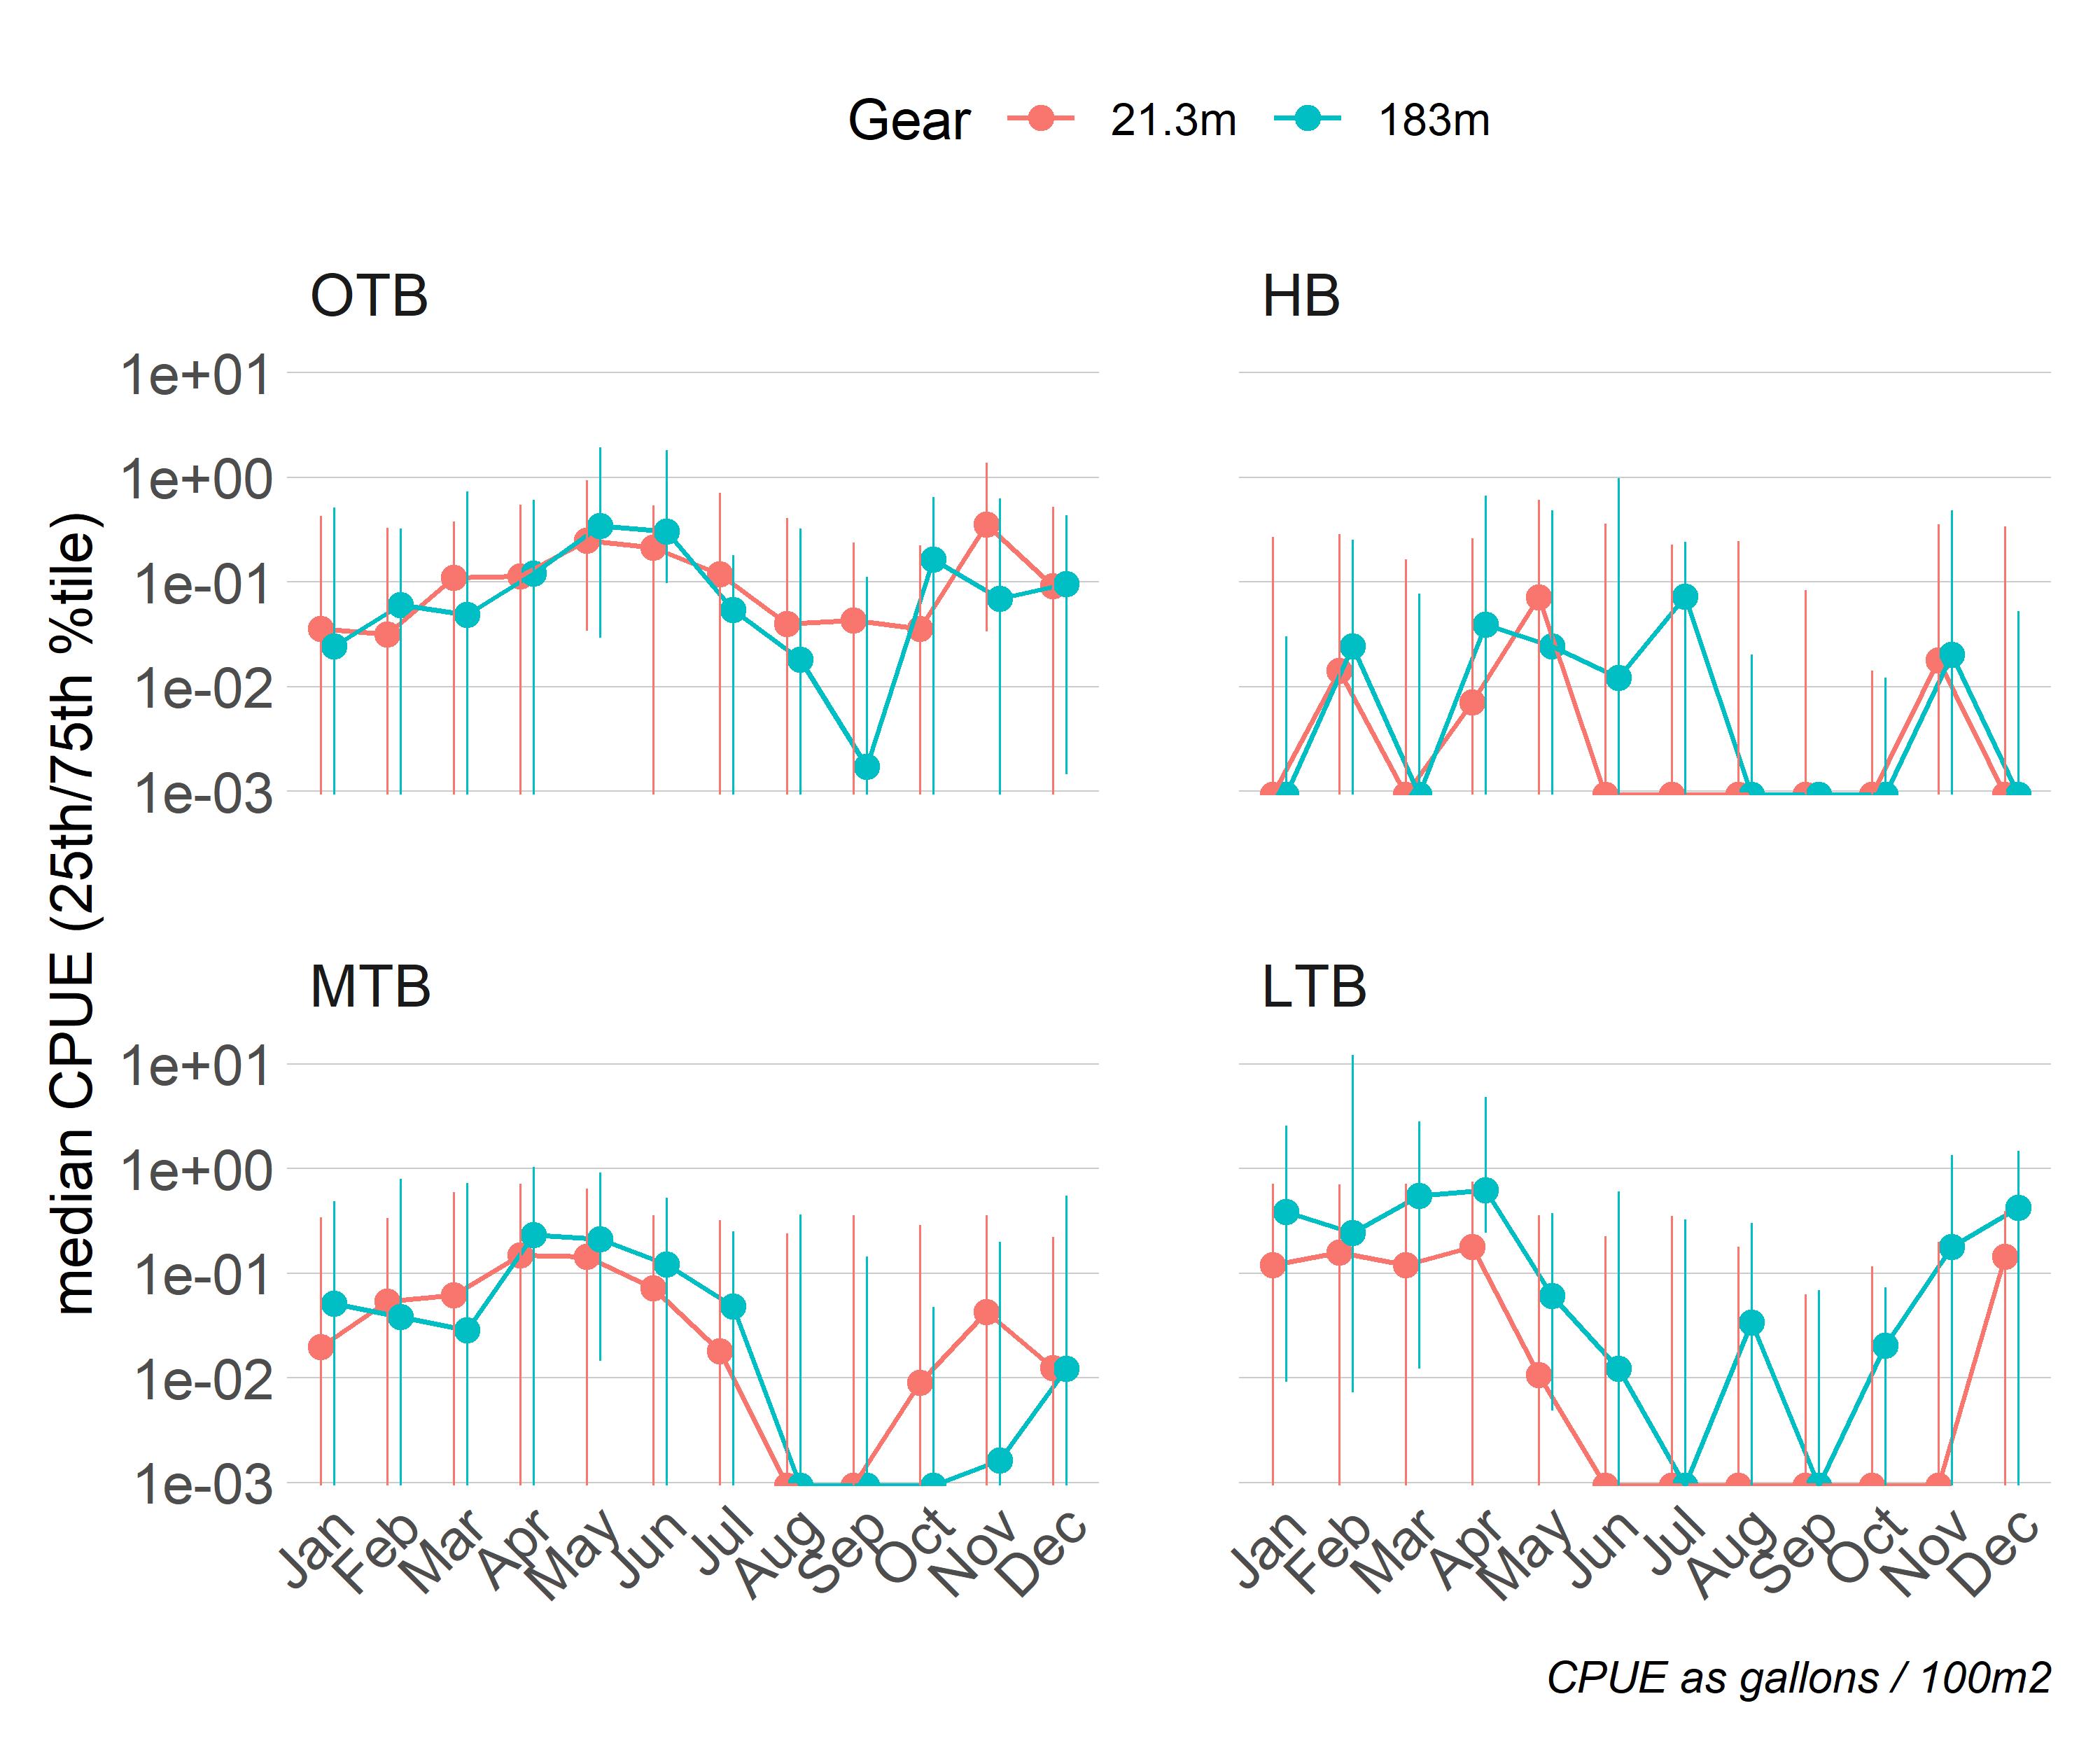 Gear 21.3m 183m
OTB
HB
1e+01
1e+00
1e-01
1e-02
1e-03
median CPUE (25th/75th %tile)
MTB
LTB
1e+01
1e+00
1e-01
1e-02
1e-03
Jan Feb Mar Apr May Jun Jul Aug Sep Oct Nov Dec
Jan Feb Mar Apr May Jun Jul Aug Sep Oct Nov Dec
CPUE as gallons / 100m2